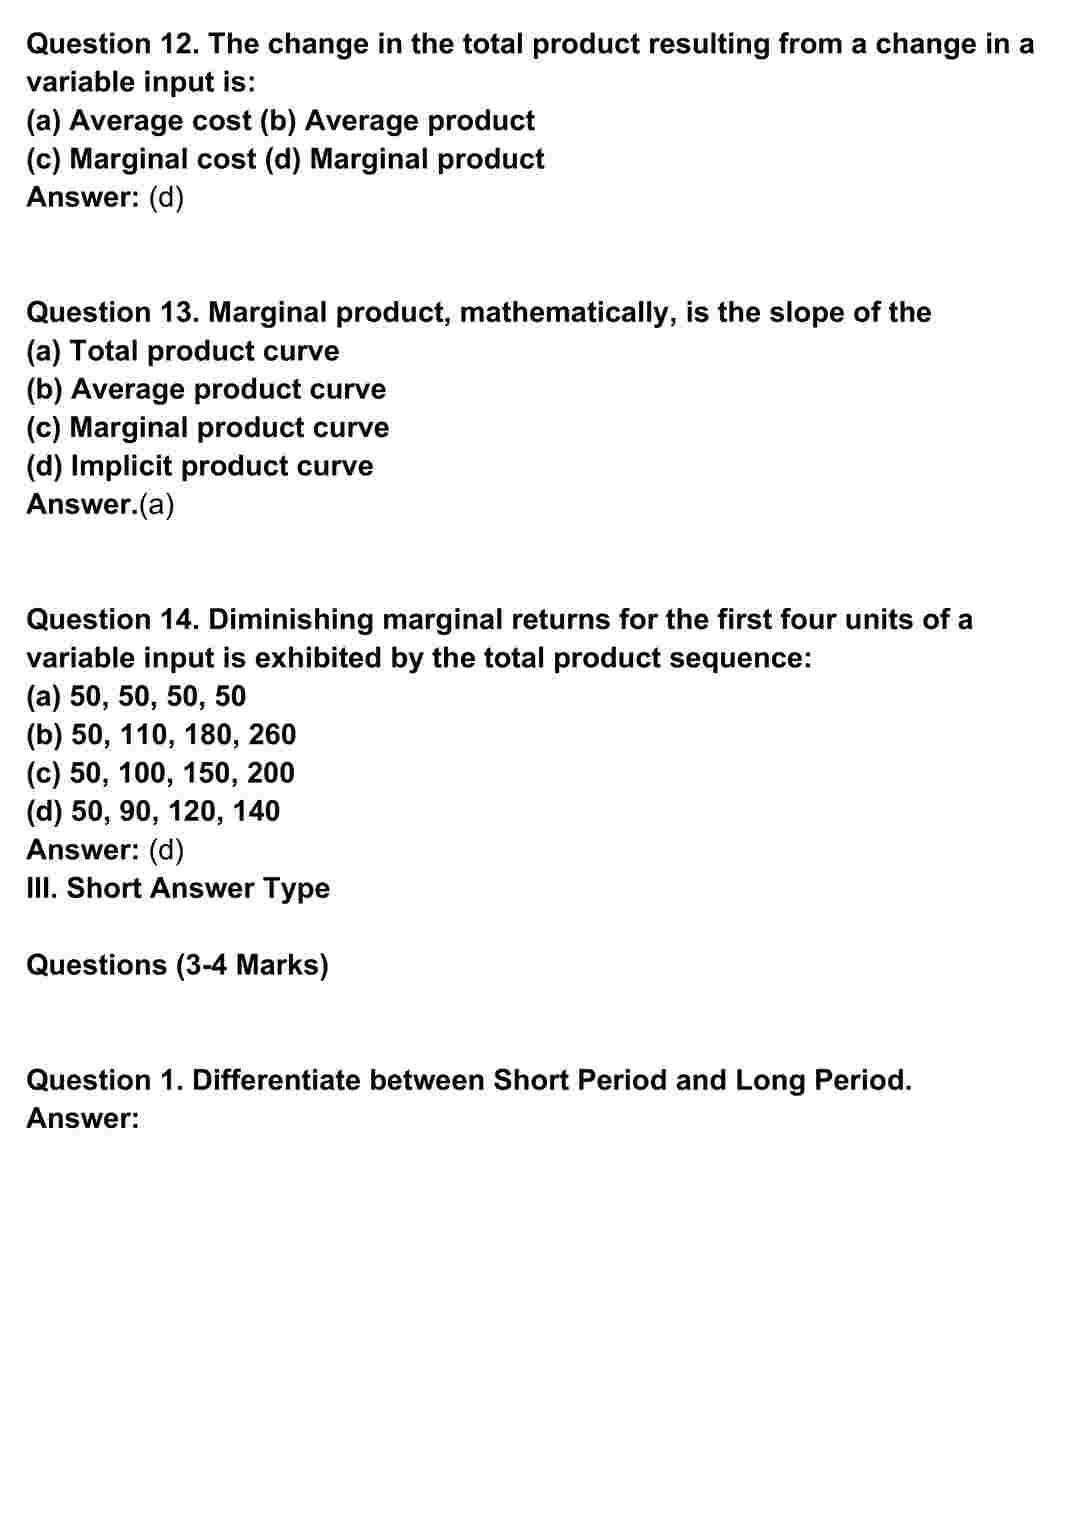 Question 12. The change in the total product resulting from a change in a
variable input is:
(a) Average cost (b) Average product
(c) Marginal cost (d) Marginal product
Answer: (d)
Question 13. Marginal product, mathematically, is the slope of the
(a) Total product curve
(b) Average product curve
(c) Marginal product curve
(d) Implicit product curve
Answer.(a)
Question 14. Diminishing marginal returns for the first four units of a
variable input is exhibited by the total product sequence:
(a) 50, 50, 50, 50
(b) 50, 110, 180, 260
(c) 50, 100, 150, 200
(d) 50, 90, 120, 140
Answer: (d)
III. Short Answer Type
Questions (3-4 Marks)
Question 1. Differentiate between Short Period and Long Period.
Answer: